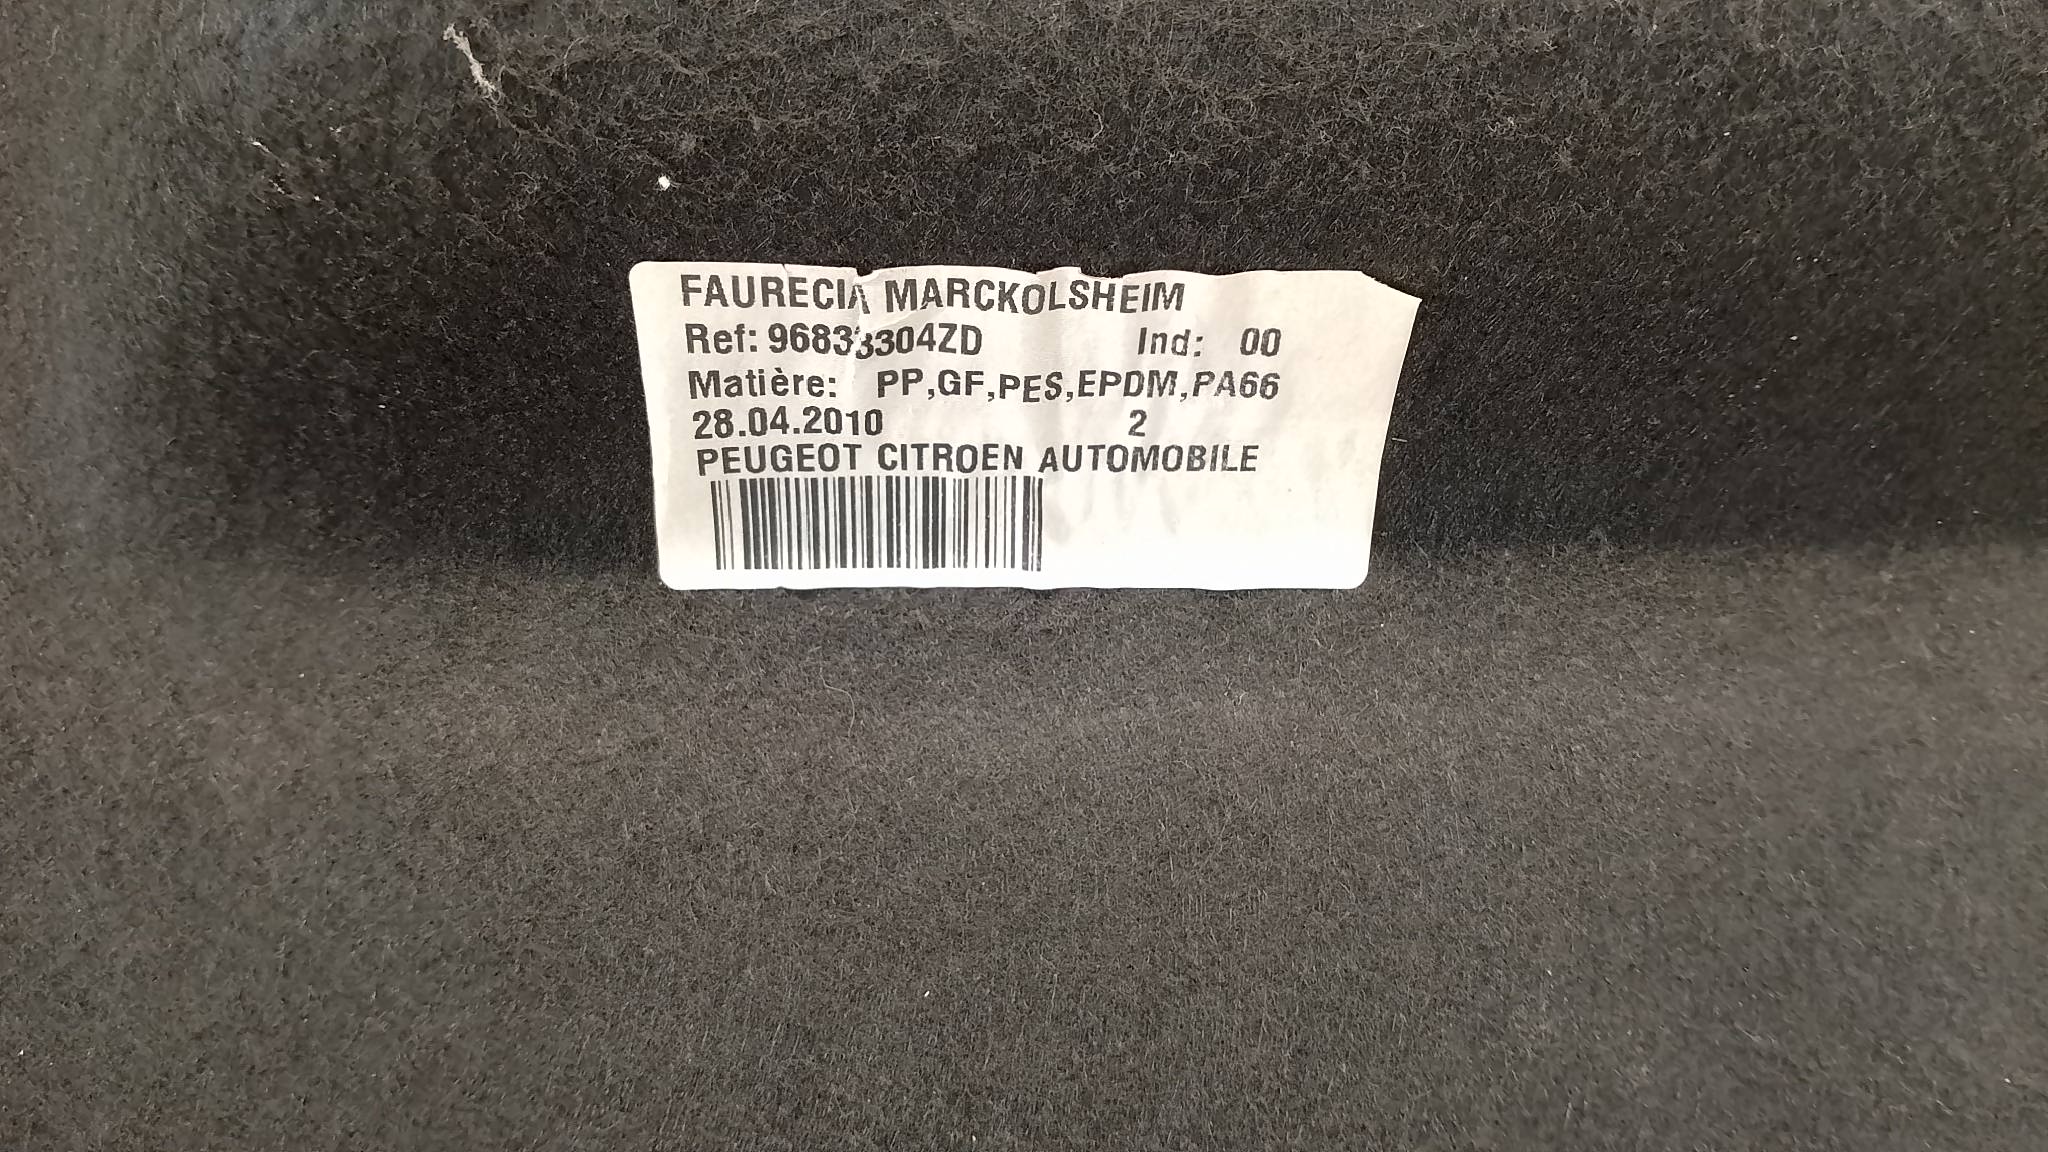 FAURECIA MARCKOLSHEIM
Ref: 96833304ZD Ind: 00
Matière: PP,GF,PES,EPDM,PA66
28.04.2010 2
PEUGEOT CITROEN AUTOMOBILE